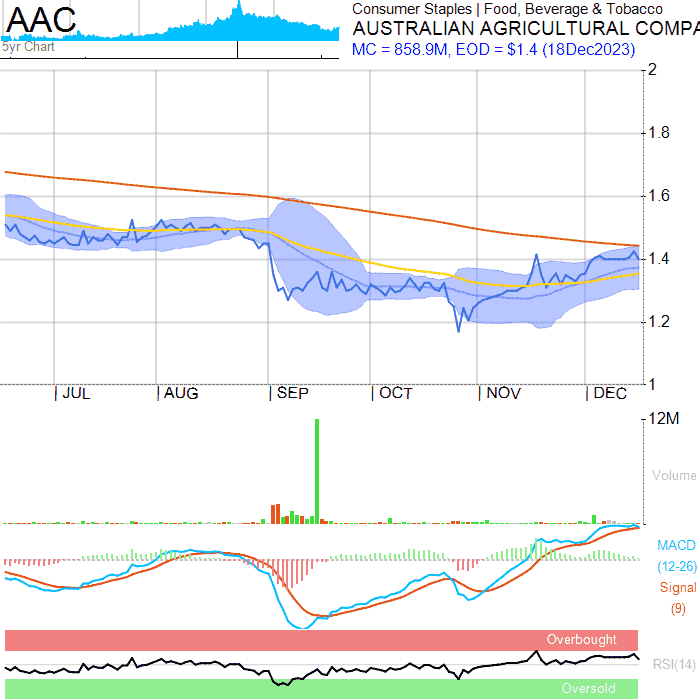 AAC
5yr Chart
Consumer Staples | Food, Beverage & Tobacco
AUSTRALIAN AGRICULTURAL COMPA
MC = 858.9M, EOD = $1.4 (18Dec2023)
2
1.8
1.6
1.4
1.2
1
JUL AUG SEP OCT NOV DEC
12M
Volume
MACD
(12-26)
Signal
(9)
Overbought
RSI(14)
Oversold